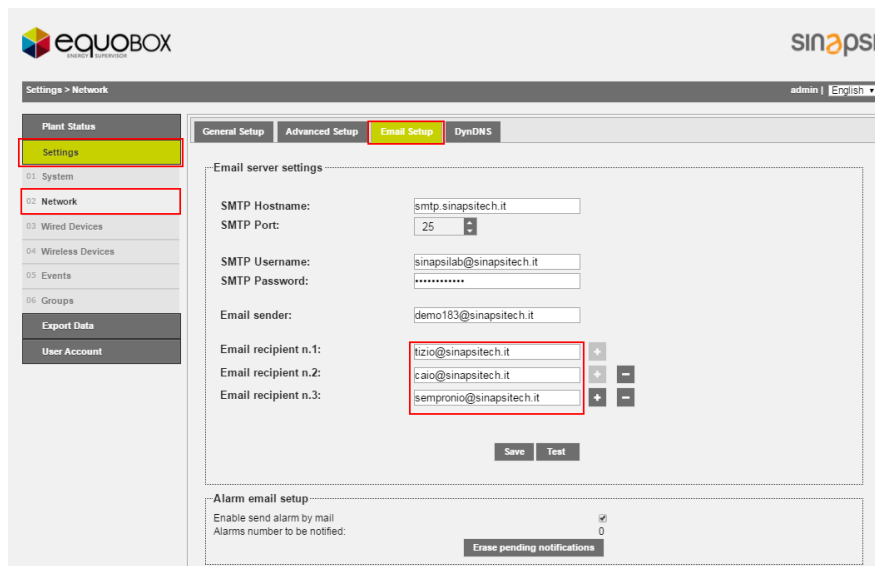 equoBOX
ENERGY SUPERVISOR
sinapsi
Settings > Network
admin | English
Plant Status
Settings
01 System
02 Network
03 Wired Devices
04 Wireless Devices
05 Events
06 Groups
Export Data
User Account
General Setup Advanced Setup Email Setup DynDNS
Email server settings
SMTP Hostname: smtp.sinapsitech.it
SMTP Port: 25
SMTP Username: sinapsilab@sinapsitech.it
SMTP Password: ••••••••••••
Email sender: demo183@sinapsitech.it
Email recipient n.1: tizio@sinapsitech.it +
Email recipient n.2: caio@sinapsitech.it + −
Email recipient n.3: sempronio@sinapsitech.it + −
Save Test
Alarm email setup
Enable send alarm by mail
Alarms number to be notified: 0
Erase pending notifications